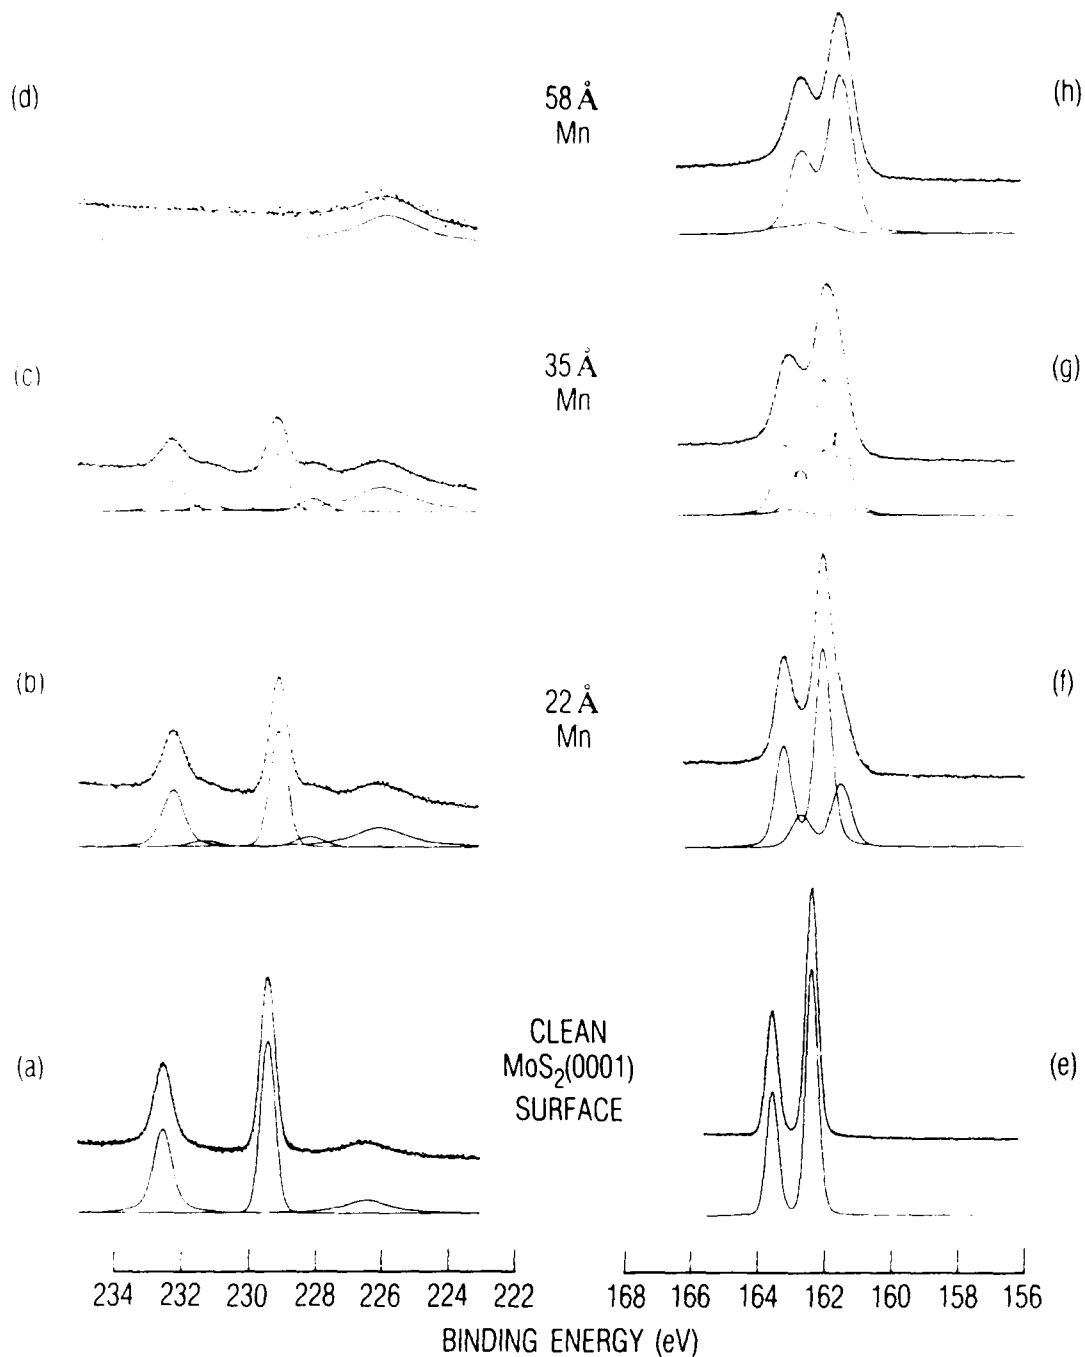 (d)
58 Å
Mn
(h)
(c)
35 Å
Mn
(g)
(b)
22 Å
Mn
(f)
(a)
CLEAN
MoS₂(0001)
SURFACE
(e)
234 232 230 228 226 224 222
168 166 164 162 160 158 156
BINDING ENERGY (eV)